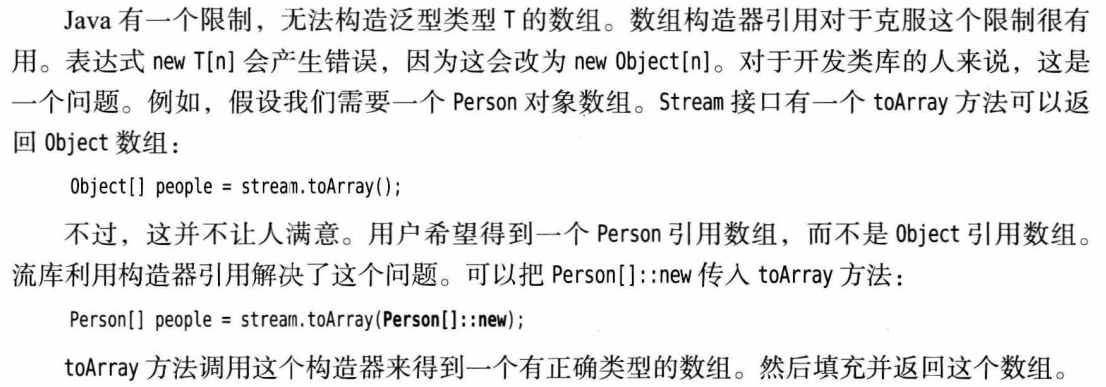 Java 有一个限制，无法构造泛型类型 T 的数组。数组构造器引用对于克服这个限制很有
用。表达式 new T[n] 会产生错误，因为这会改为 new Object[n]。对于开发类库的人来说，这是
一个问题。例如，假设我们需要一个 Person 对象数组。Stream 接口有一个 toArray 方法可以返
回 Object 数组：
Object[] people = stream.toArray();
不过，这并不让人满意。用户希望得到一个 Person 引用数组，而不是 Object 引用数组。
流库利用构造器引用解决了这个问题。可以把 Person[]::new 传入 toArray 方法：
Person[] people = stream.toArray(Person[]::new);
toArray 方法调用这个构造器来得到一个有正确类型的数组。然后填充并返回这个数组。